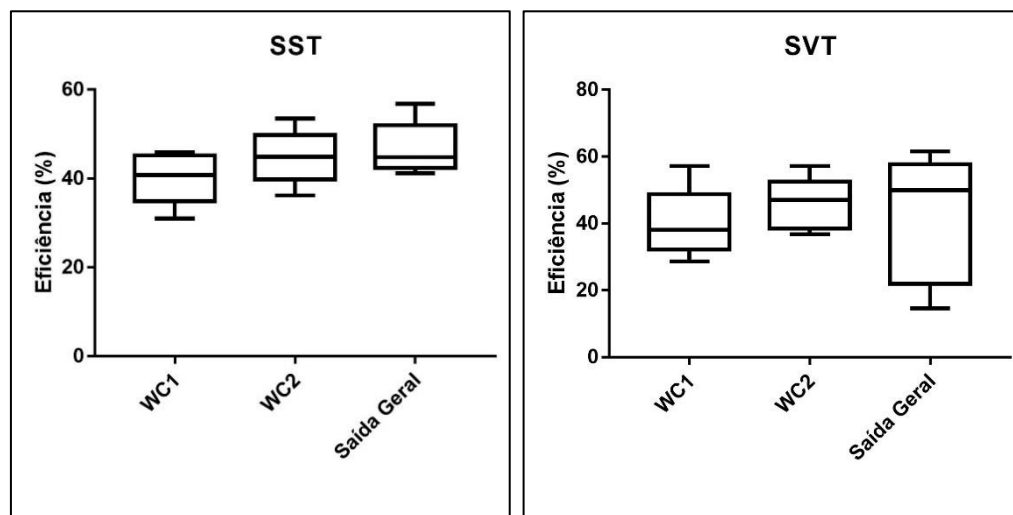 SST
Eficiência (%)
60
40
20
0
WC1
WC2
Saída Geral
SVT
Eficiência (%)
80
60
40
20
0
WC1
WC2
Saída Geral